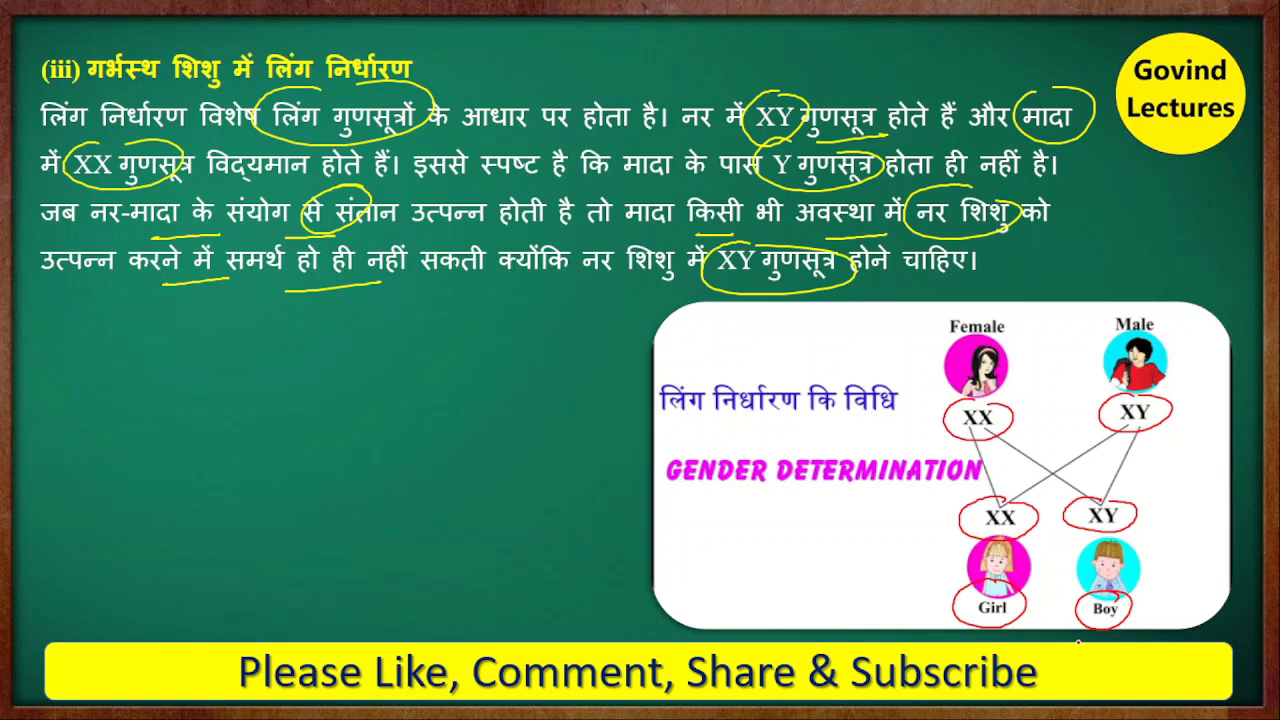 (iii) गर्भस्थ शिशु में लिंग निर्धारण
लिंग निर्धारण विशेष लिंग गुणसूत्रों के आधार पर होता है। नर में XY गुणसूत्र होते हैं और मादा
में XX गुणसूत्र विद्यमान होते हैं। इससे स्पष्ट है कि मादा के पास Y गुणसूत्र होता ही नहीं है।
जब नर-मादा के संयोग से संतान उत्पन्न होती है तो मादा किसी भी अवस्था में नर शिशु को
उत्पन्न करने में समर्थ हो ही नहीं सकती क्योंकि नर शिशु में XY गुणसूत्र होने चाहिए।
Govind
Lectures
Female Male
लिंग निर्धारण कि विधि
XX XY
GENDER DETERMINATION
XX XY
Girl Boy
Please Like, Comment, Share & Subscribe